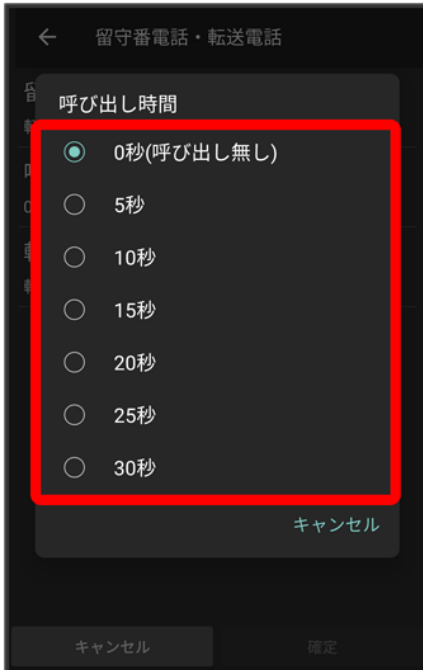 留守番電話・転送電話
呼び出し時間
0秒(呼び出し無し)
5秒
10秒
15秒
20秒
25秒
30秒
キャンセル
キャンセル
確定